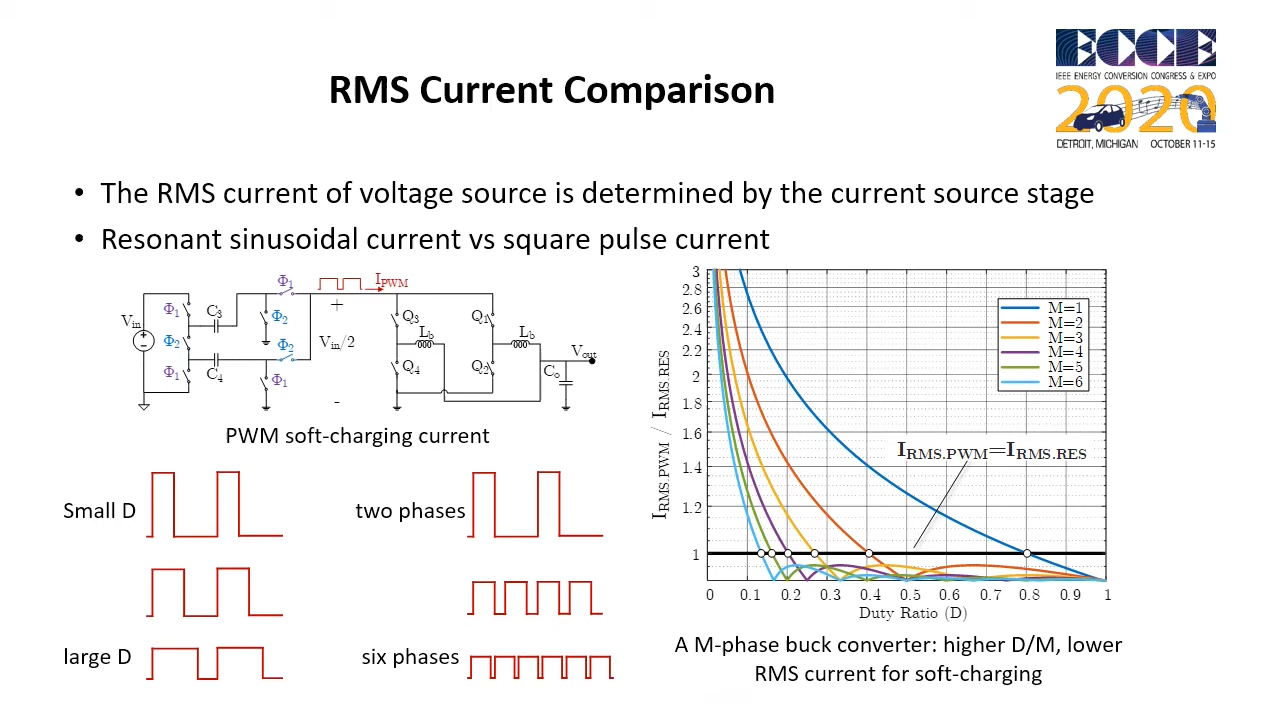 RMS Current Comparison
ECCE
IEEE ENERGY CONVERSION CONGRESS & EXPO
2020
DETROIT, MICHIGAN OCTOBER 11-15
• The RMS current of voltage source is determined by the current source stage
• Resonant sinusoidal current vs square pulse current
Φ1 IPWM
Vin Φ1 C3 Φ2 + Q3 Lb Q1 Lb
Φ2 Φ2 Vin/2 Vout
Φ1 C4 Φ1 Q4 Q2 Co
-
PWM soft-charging current
Small D
two phases
large D
six phases
IRMS.PWM / IRMS.RES
3
2.8
2.6
2.4
2.2
2
1.8
1.6
1.4
1.2
1
M=1
M=2
M=3
M=4
M=5
M=6
IRMS.PWM=IRMS.RES
0 0.1 0.2 0.3 0.4 0.5 0.6 0.7 0.8 0.9 1
Duty Ratio (D)
A M-phase buck converter: higher D/M, lower
RMS current for soft-charging